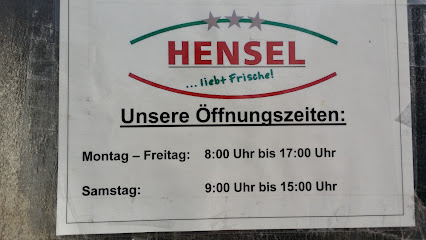 HENSEL
...liebt Frische!
Unsere Öffnungszeiten:
Montag – Freitag: 8:00 Uhr bis 17:00 Uhr
Samstag: 9:00 Uhr bis 15:00 Uhr